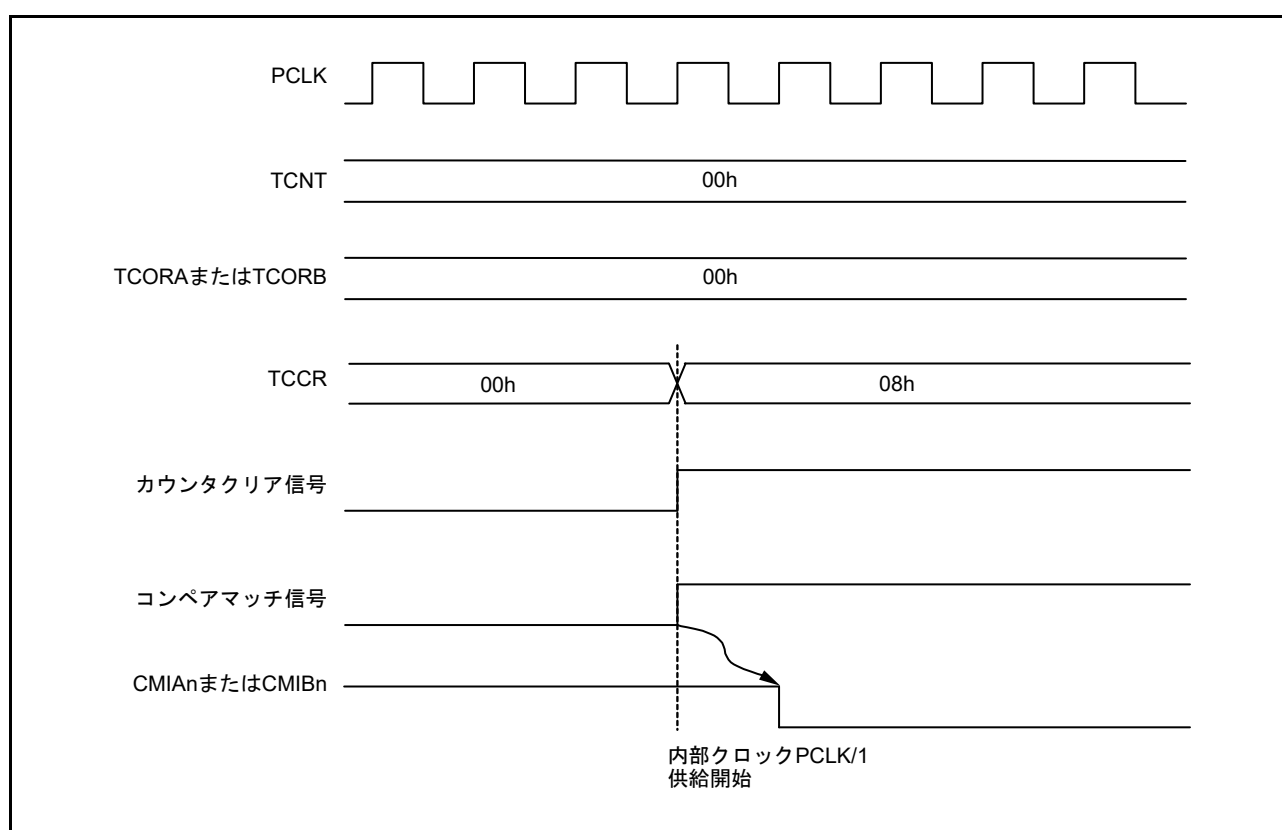 PCLK
TCNT
00h
TCORAまたはTCORB
00h
TCCR
00h
08h
カウンタクリア信号
コンペアマッチ信号
CMIAnまたはCMIBn
内部クロックPCLK/1
供給開始